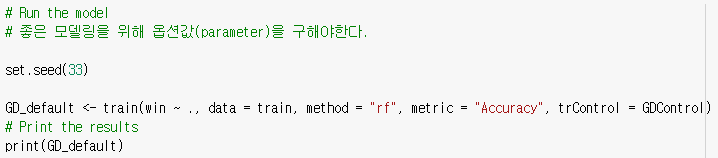 # Run the model
# 좋은 모델링을 위해 옵션값(parameter)을 구해야한다.
set.seed(33)
GD_default <- train(win ~ ., data = train, method = "rf", metric = "Accuracy", trControl = GDControl)
# Print the results
print(GD_default)